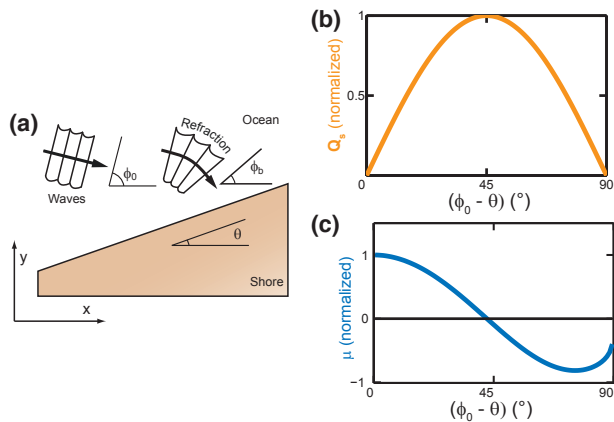 (a)
Ocean
Refraction
Waves
ϕ0
ϕb
θ
y
x
Shore
(b)
Qs (normalized)
1
0.5
0
45
90
(ϕ0 - θ) (°)
(c)
μ (normalized)
1
0
−1
0
45
90
(ϕ0 - θ) (°)